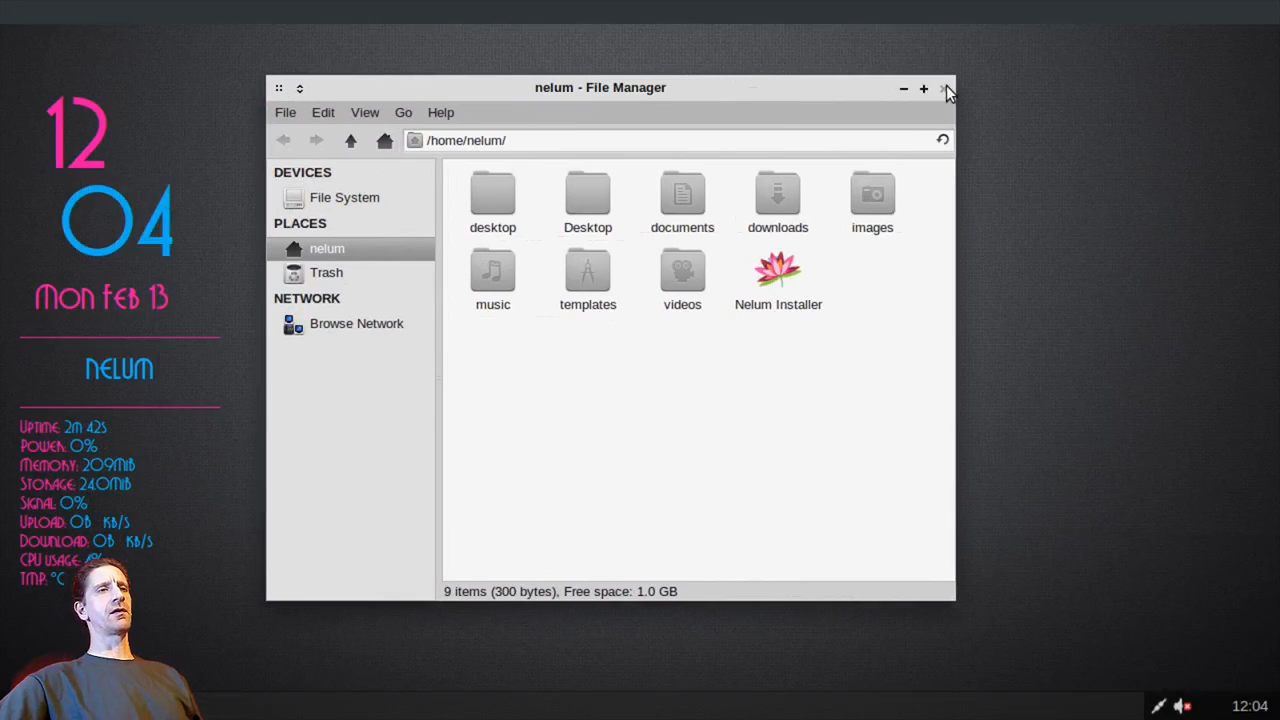 12
04
Mon Feb 13
NELUM
Uptime: 2m 42s
Power: 0%
Memory: 209MiB
Storage: 240MiB
Signal: 0%
Upload: 0B kb/s
Download: 0B kb/s
CPU usage:
Tmp: °C
nelum - File Manager
File Edit View Go Help
/home/nelum/
DEVICES
File System
PLACES
nelum
Trash
NETWORK
Browse Network
desktop Desktop documents downloads images
music templates videos Nelum Installer
9 items (300 bytes), Free space: 1.0 GB
12:04